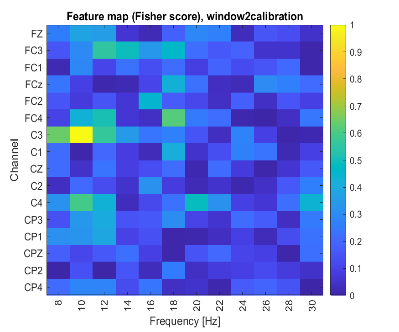 Feature map (Fisher score), window2calibration
Channel
FZ
FC3
FC1
FCz
FC2
FC4
C3
C1
CZ
C2
C4
CP3
CP1
CPZ
CP2
CP4
8 10 12 14 16 18 20 22 24 26 28 30
Frequency [Hz]
1
0.9
0.8
0.7
0.6
0.5
0.4
0.3
0.2
0.1
0